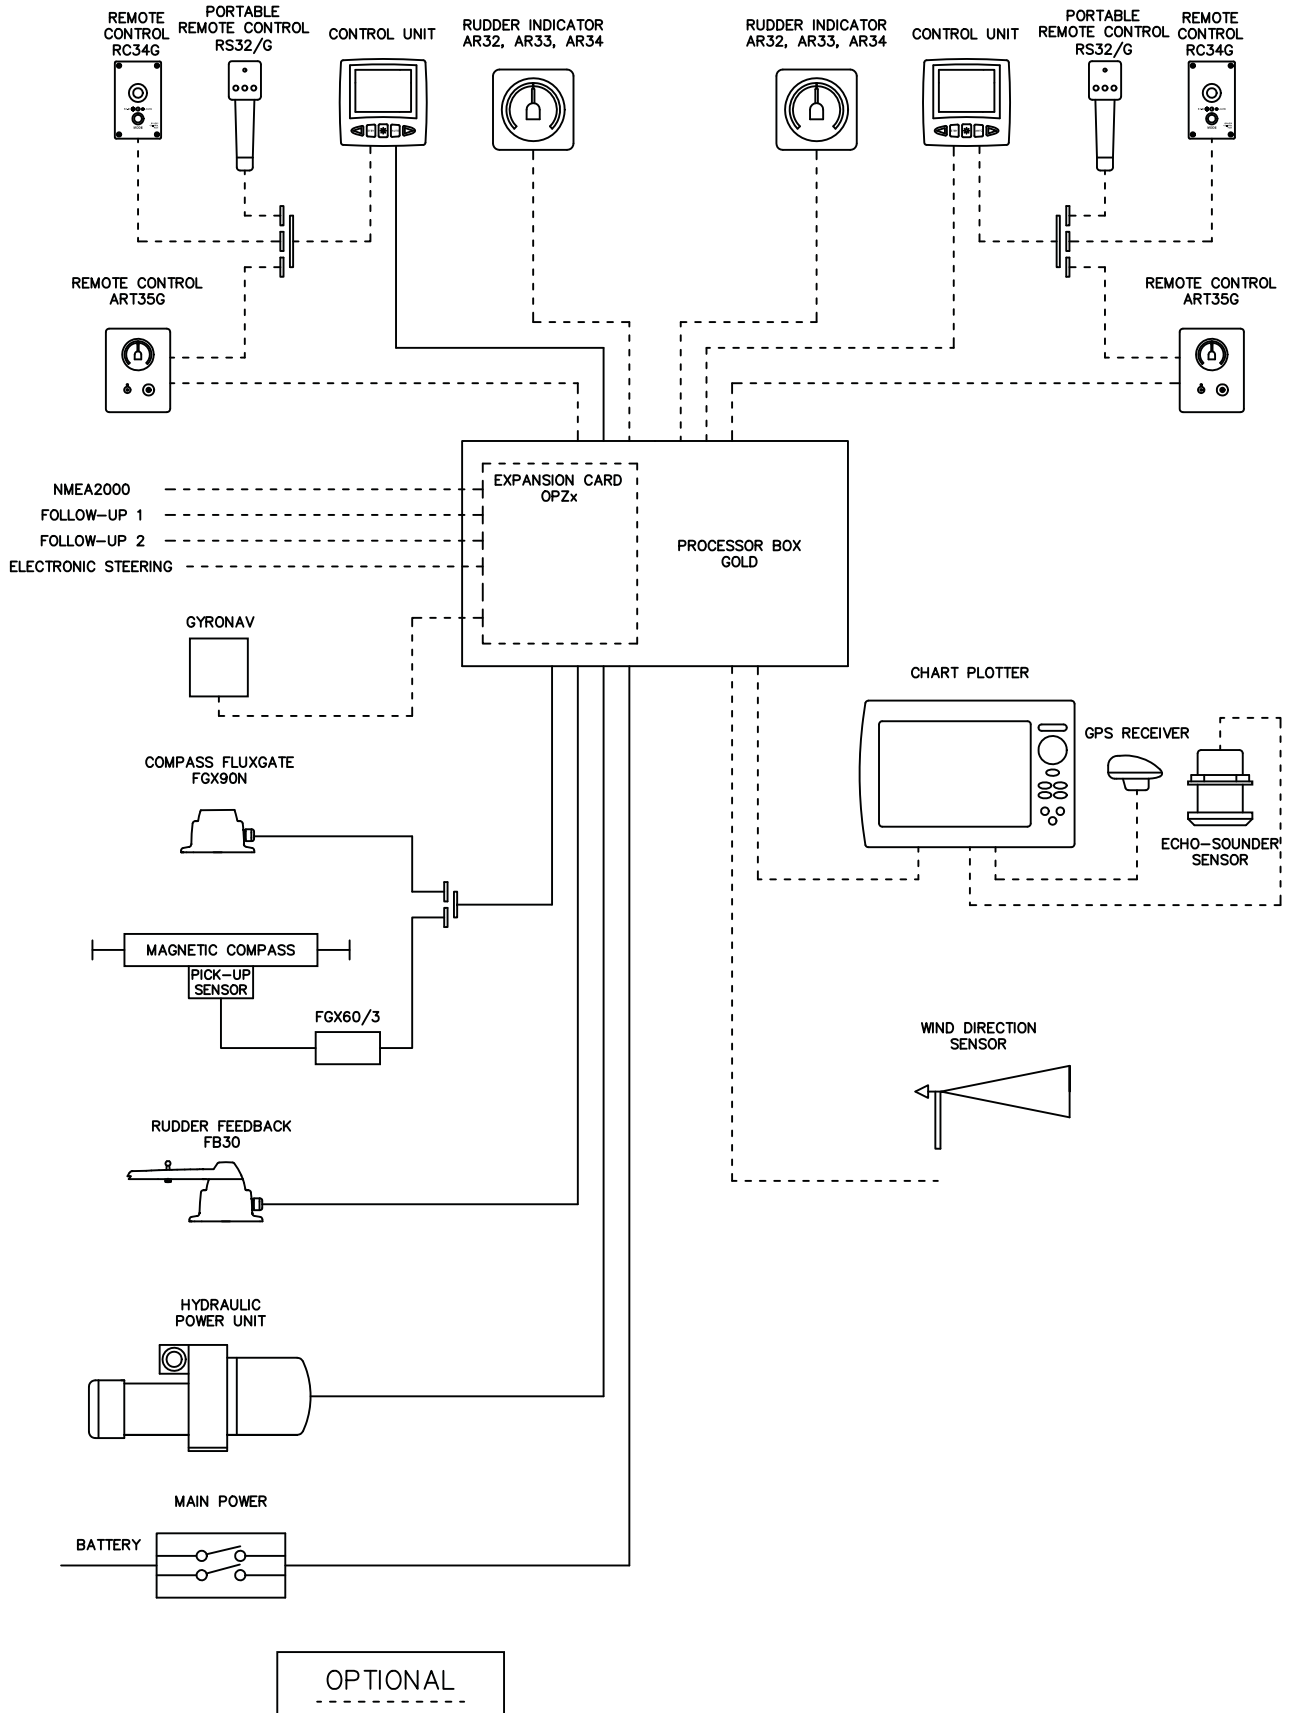 REMOTE
CONTROL
RC34G
PORTABLE
REMOTE CONTROL
RS32/G
CONTROL UNIT
RUDDER INDICATOR
AR32, AR33, AR34
RUDDER INDICATOR
AR32, AR33, AR34
CONTROL UNIT
PORTABLE
REMOTE CONTROL
RS32/G
REMOTE
CONTROL
RC34G
MODE
MODE
REMOTE CONTROL
ART35G
REMOTE CONTROL
ART35G
NMEA2000
FOLLOW-UP 1
FOLLOW-UP 2
ELECTRONIC STEERING
EXPANSION CARD
OPZx
PROCESSOR BOX
GOLD
GYRONAV
CHART PLOTTER
GPS RECEIVER
ECHO-SOUNDER
SENSOR
COMPASS FLUXGATE
FGX90N
MAGNETIC COMPASS
PICK-UP
SENSOR
FGX60/3
WIND DIRECTION
SENSOR
RUDDER FEEDBACK
FB30
HYDRAULIC
POWER UNIT
MAIN POWER
BATTERY
OPTIONAL